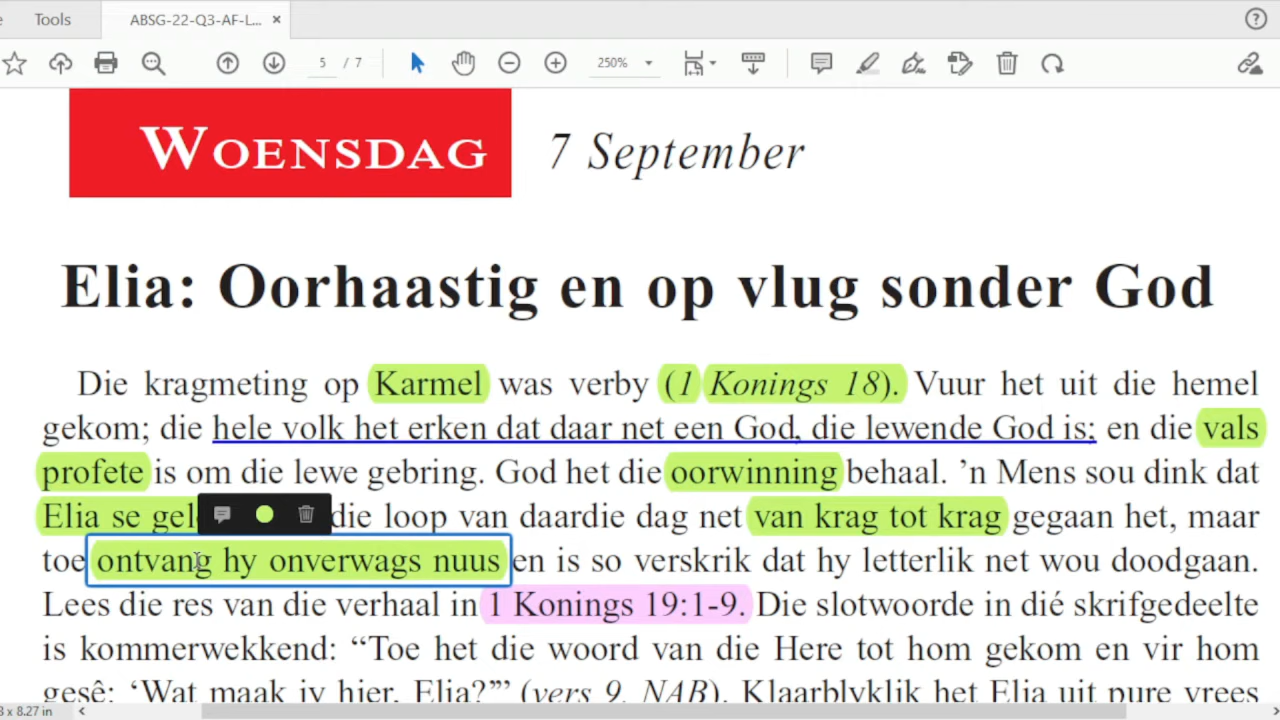 e Tools ABSG-22-Q3-AF-L... ×
5 / 7 250%
WOENSDAG 7 September
Elia: Oorhaastig en op vlug sonder God
Die kragmeting op Karmel was verby (1 Konings 18). Vuur het uit die hemel
gekom; die hele volk het erken dat daar net een God, die lewende God is; en die vals
profete is om die lewe gebring. God het die oorwinning behaal. ’n Mens sou dink dat
Elia se die loop van daardie dag net van krag tot krag gegaan het, maar
toe ontvang hy onverwags nuus en is so verskrik dat hy letterlik net wou doodgaan.
Lees die res van die verhaal in 1 Konings 19:1-9. Die slotwoorde in dié skrifgedeelte
is kommerwekkend: “Toe het die woord van die Here tot hom gekom en vir hom
gesê: ‘Wat maak jy hier, Elia?’” (vers 9, NAB). Klaarblyklik het Elia uit pure vrees
x 8.27 in